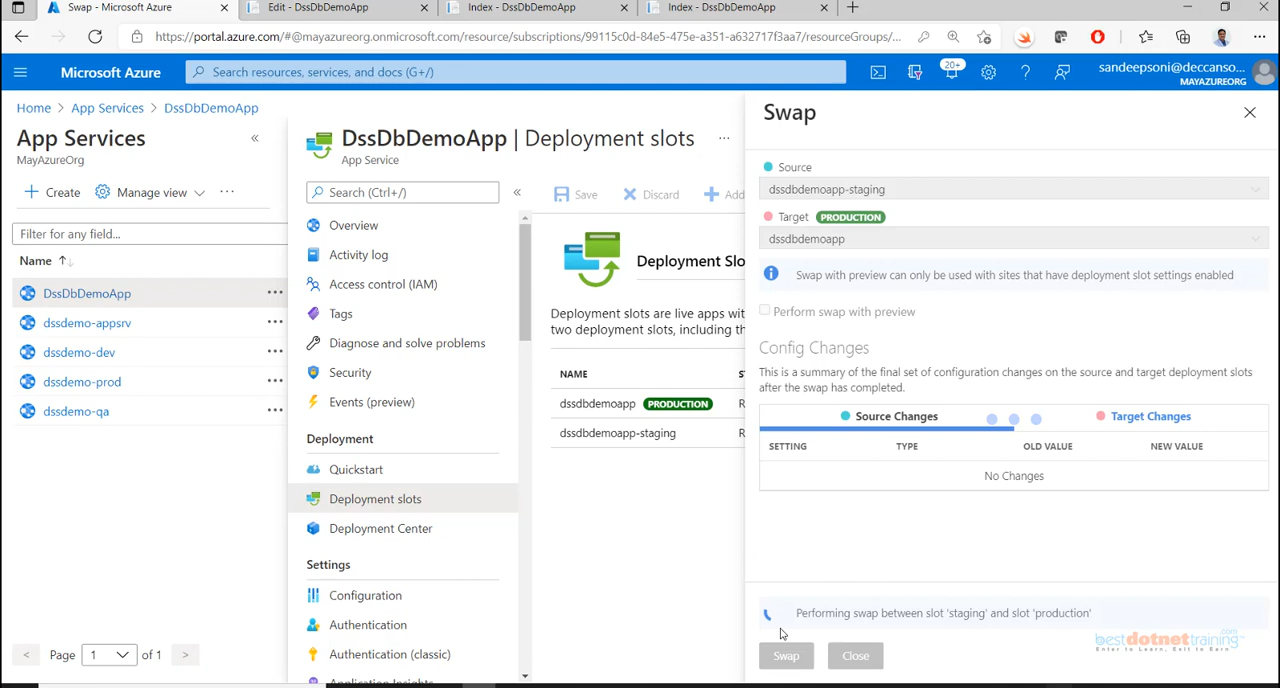 Swap - Microsoft Azure
Edit - DssDbDemoApp
Index - DssDbDemoApp
Index - DssDbDemoApp
https://portal.azure.com/#@mayazureorg.onmicrosoft.com/resource/subscriptions/99115c0d-84e5-475e-a351-a632717f3aa7/resourceGroups/...
Microsoft Azure
Search resources, services, and docs (G+/)
20+
sandeepsoni@deccanso...
MAYAZUREORG
Home > App Services > DssDbDemoApp
App Services
MayAzureOrg
Create
Manage view
Filter for any field...
Name
DssDbDemoApp
dssdemo-appsrv
dssdemo-dev
dssdemo-prod
dssdemo-qa
Page 1 of 1
DssDbDemoApp | Deployment slots
App Service
Search (Ctrl+/)
Overview
Activity log
Access control (IAM)
Tags
Diagnose and solve problems
Security
Events (preview)
Deployment
Quickstart
Deployment slots
Deployment Center
Settings
Configuration
Authentication
Authentication (classic)
Application Insights
Save
Discard
Add
Deployment Slo
Deployment slots are live apps wit
two deployment slots, including th
NAME
S
dssdbdemoapp PRODUCTION
R
dssdbdemoapp-staging
R
Swap
Source
dssdbdemoapp-staging
Target PRODUCTION
dssdbdemoapp
Swap with preview can only be used with sites that have deployment slot settings enabled
Perform swap with preview
Config Changes
This is a summary of the final set of configuration changes on the source and target deployment slots
after the swap has completed.
Source Changes
Target Changes
SETTING TYPE OLD VALUE NEW VALUE
No Changes
Performing swap between slot 'staging' and slot 'production'
Swap
Close
bestdotnettraining.com
Enter to Learn, Exit to Earn